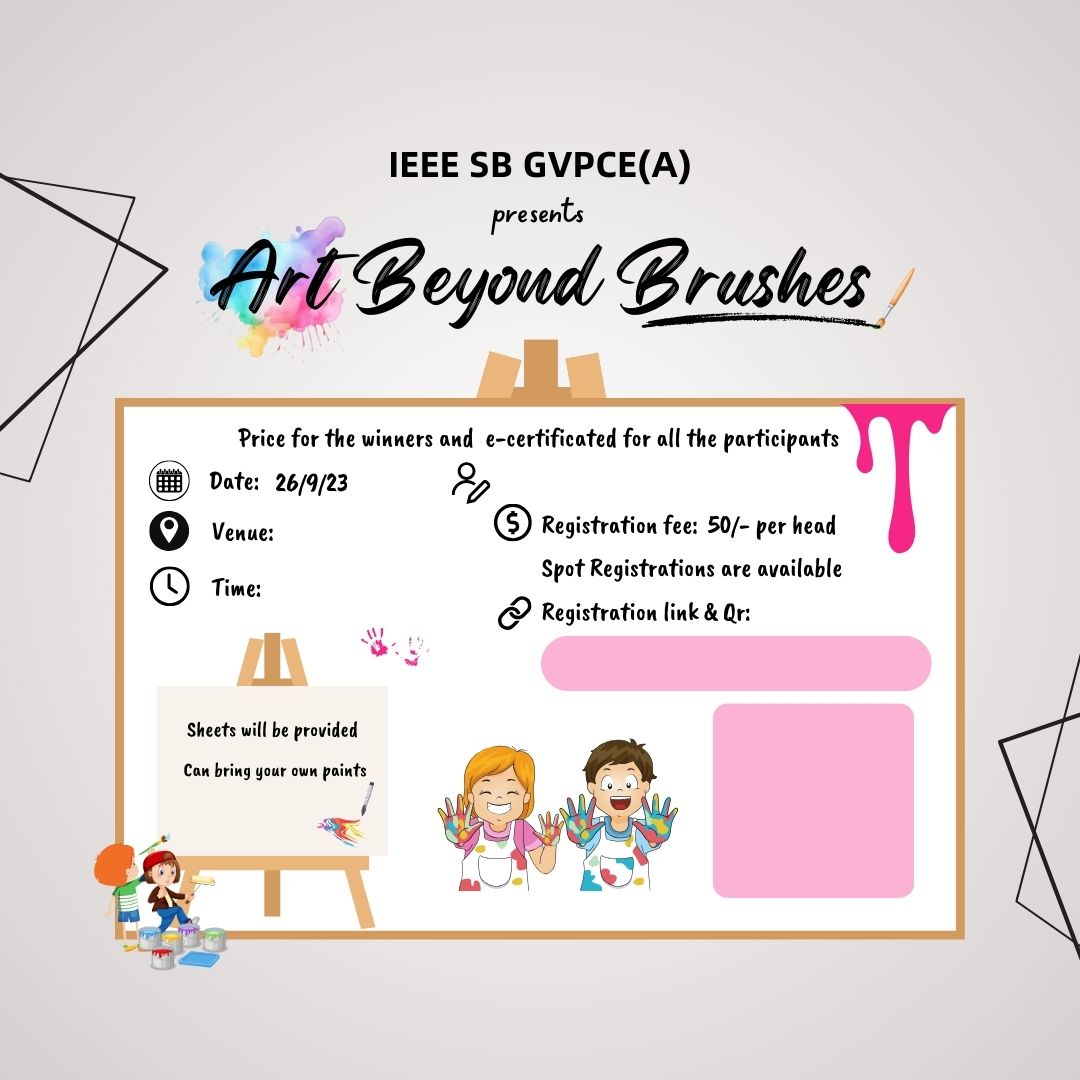 IEEE SB GVPCE(A)
presents
Art Beyond Brushes
Price for the winners and e-certificated for all the participants
Date: 26/9/23
Venue:
Time:
Registration fee: 50/- per head
Spot Registrations are available
Registration link & Qr:
Sheets will be provided
Can bring your own paints